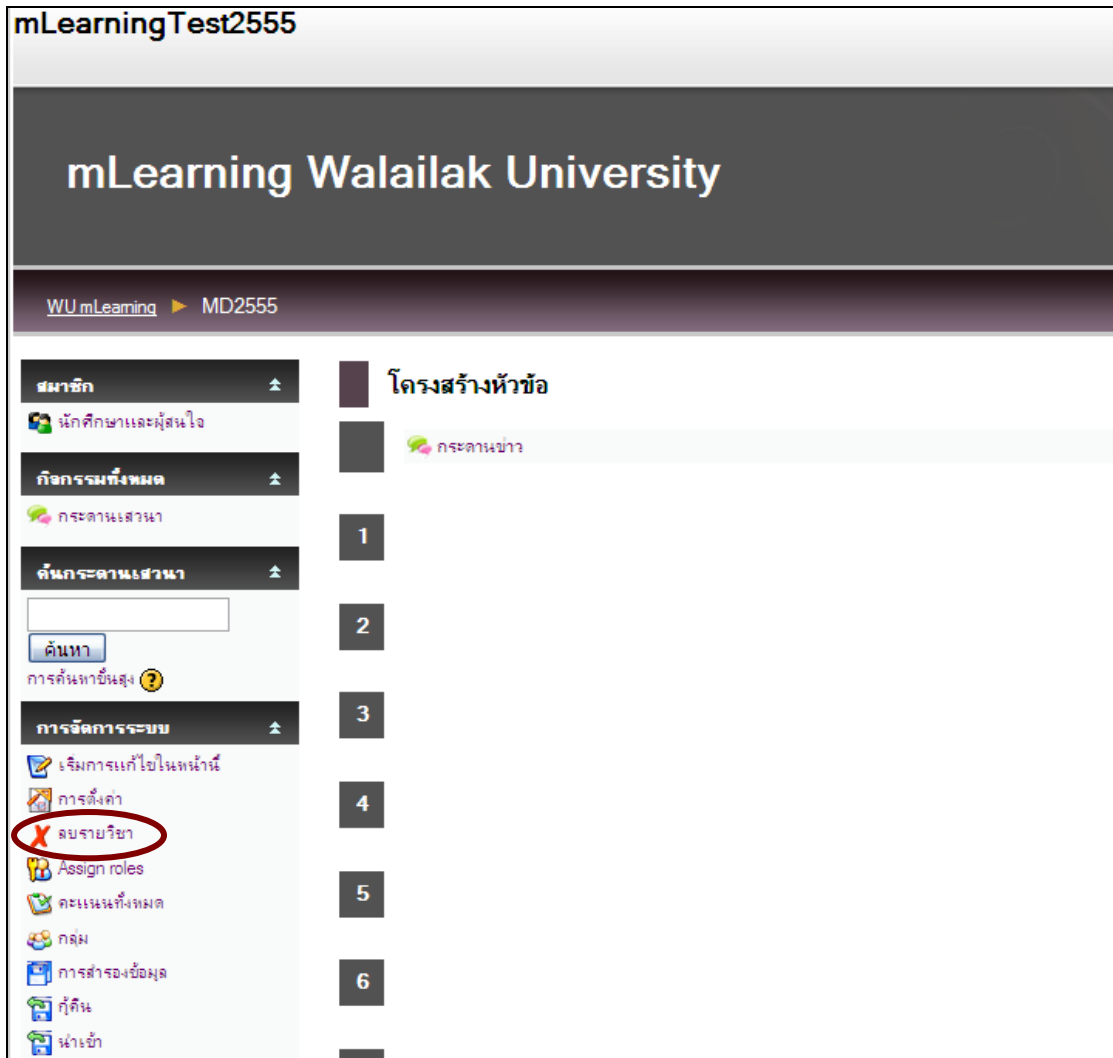 mLearningTest2555
mLearning Walailak University
WU mLearning ► MD2555
สมาชิก
นักศึกษาและผู้สนใจ
กิจกรรมทั้งหมด
กระดานเสวนา
ค้นกระดานเสวนา
ค้นหา
การค้นหาขั้นสูง ?
การจัดการระบบ
เริ่มการแก้ไขในหน้านี้
การตั้งค่า
ลบรายวิชา
Assign roles
คะแนนทั้งหมด
กลุ่ม
การสำรองข้อมูล
กู้คืน
นำเข้า
โครงสร้างหัวข้อ
กระดานข่าว
1
2
3
4
5
6